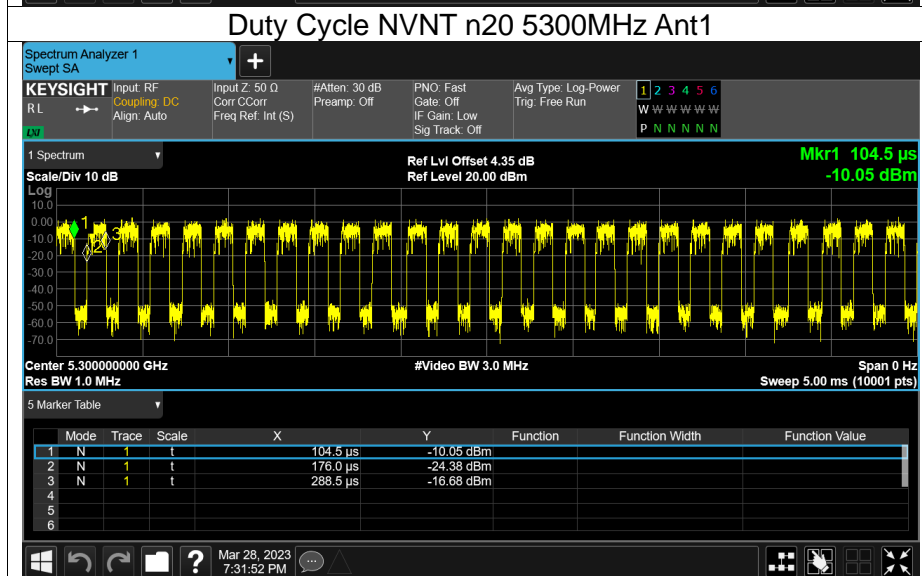 Duty Cycle NVNT n20 5300MHz Ant1
Spectrum Analyzer 1
Swept SA
+
KEYSIGHT Input: RF Input Z: 50 Ω #Atten: 30 dB PNO: Fast Avg Type: Log-Power 1 2 3 4 5 6
R L Coupling: DC Corr CCorr Preamp: Off Gate: Off Trig: Free Run W W W W W W
Align: Auto Freq Ref: Int (S) IF Gain: Low
LXI Sig Track: Off P N N N N N
1 Spectrum Ref Lvl Offset 4.35 dB Mkr1 104.5 µs
Scale/Div 10 dB Ref Level 20.00 dBm -10.05 dBm
Log
10.0
0.00 1
-10.0 3
-20.0 2
-30.0
-40.0
-50.0
-60.0
-70.0
Center 5.300000000 GHz #Video BW 3.0 MHz Span 0 Hz
Res BW 1.0 MHz Sweep 5.00 ms (10001 pts)
5 Marker Table
Mode Trace Scale X Y Function Function Width Function Value
1 N 1 t 104.5 µs -10.05 dBm
2 N 1 t 176.0 µs -24.38 dBm
3 N 1 t 288.5 µs -16.68 dBm
4
5
6
? Mar 28, 2023
7:31:52 PM